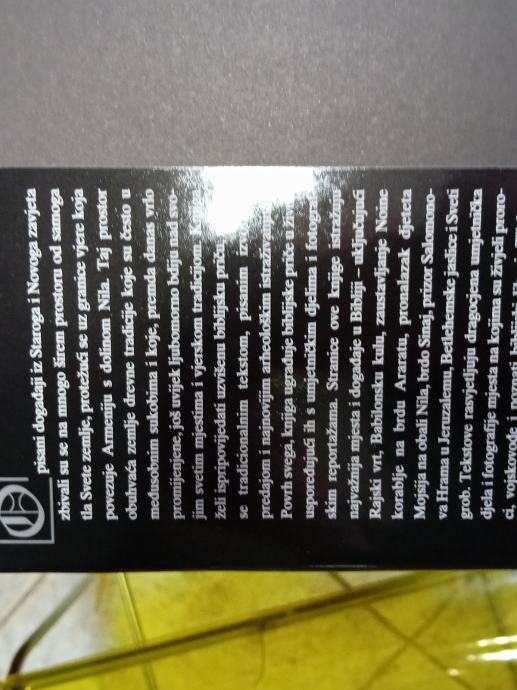 O
pisani događaji iz Staroga i Novoga zavjeta
zbivali su se na mnogo širem prostoru od samoga
tla Svete zemlje, protežući se uz granice vjere koja
povezuje Armeniju s dolinom Nila. Taj prostor
obuhvaća zemlje drevne tradicije koje su često u
međusobnim sukobima i koje, premda danas vrlo
promijenjene, još uvijek ljubomorno bdiju nad svo-
jim svetim mjestima i vjerskom tradicijom.
želi ispripovijedati uzvišenu biblijsku priču,
se tradicionalnim tekstom, pisanim
predajom i najnovijim arheološkim
Povrh svega, knjiga ugrađuje biblijske priče u
uspoređujući ih s umjetničkim djelima i
skim reportažama. Stranice ove knjige
najvažnija mjesta i događaje u Bibliji – uključujući
Rajski vrt, Babilonsku kulu, zaustavljanje Noine
korablje na brdu Araratu, pronalazak djeteta
Mojsija na obali Nila, brdo Sinaj, prizor Salomono-
va Hrama u Jeruzalemu, Betlehemske jaslice i Sveti
grob. Tekstove rasvjetljuju dragocjena umjetnička
djela i fotografije mjesta na kojima su živjeli proro-
ci, vojskovođe i